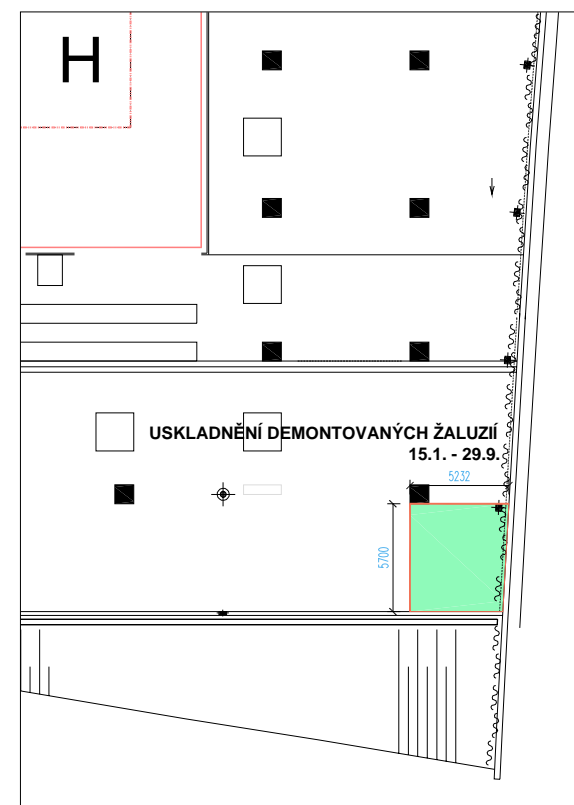 H
USKLADNĚNÍ DEMONTOVANÝCH ŽALUZIÍ
15.1. - 29.9.
5232
5700